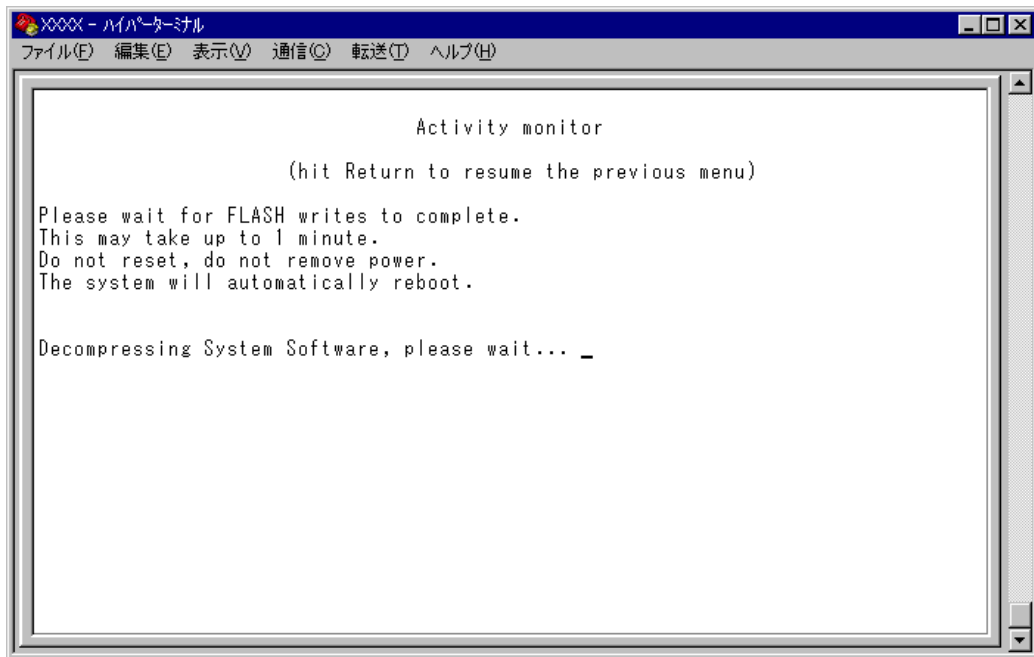 XXXX - ﾊｲﾊﾟｰﾀｰﾐﾅﾙ
ファイル(F) 編集(E) 表示(V) 通信(C) 転送(T) ヘルプ(H)
Activity monitor
(hit Return to resume the previous menu)
Please wait for FLASH writes to complete.
This may take up to 1 minute.
Do not reset, do not remove power.
The system will automatically reboot.
Decompressing System Software, please wait... _